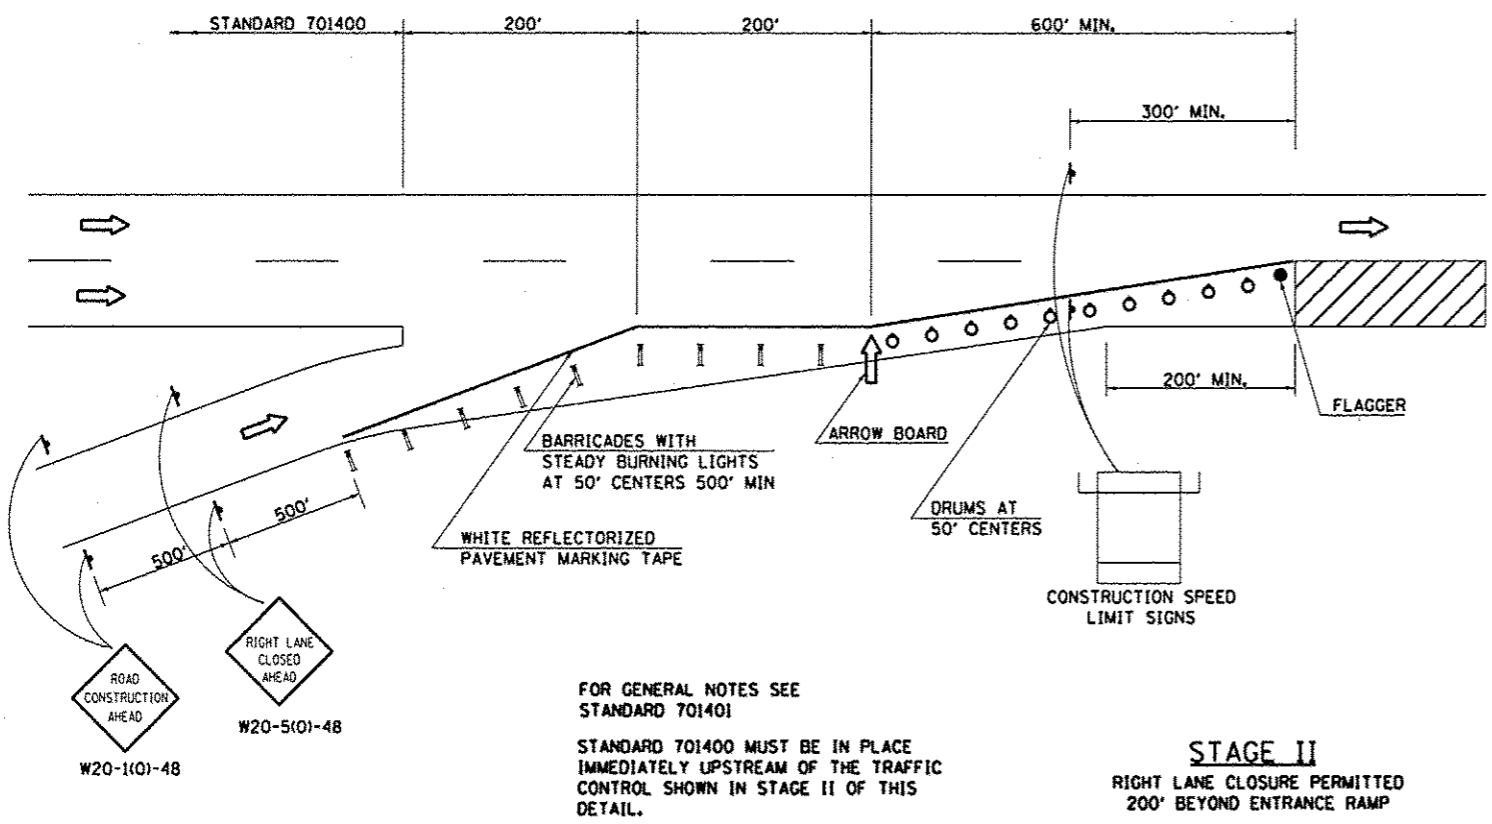 STANDARD 701400
200'
200'
600' MIN.
300' MIN.
200' MIN.
FLAGGER
ARROW BOARD
BARRICADES WITH
STEADY BURNING LIGHTS
AT 50' CENTERS 500' MIN
DRUMS AT
50' CENTERS
WHITE REFLECTORIZED
PAVEMENT MARKING TAPE
500'
500'
CONSTRUCTION SPEED
LIMIT SIGNS
RIGHT LANE
CLOSED
AHEAD
W20-5(O)-48
ROAD
CONSTRUCTION
AHEAD
W20-1(O)-48
FOR GENERAL NOTES SEE
STANDARD 701401
STANDARD 701400 MUST BE IN PLACE
IMMEDIATELY UPSTREAM OF THE TRAFFIC
CONTROL SHOWN IN STAGE II OF THIS
DETAIL.
STAGE II
RIGHT LANE CLOSURE PERMITTED
200' BEYOND ENTRANCE RAMP